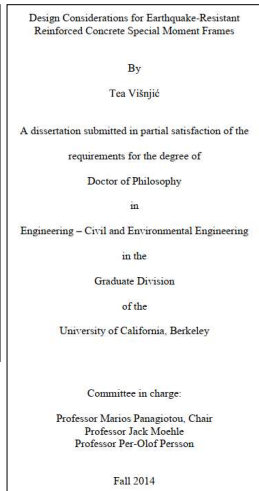 Design Considerations for Earthquake-Resistant
Reinforced Concrete Special Moment Frames
By
Tea Višnjić
A dissertation submitted in partial satisfaction of the
requirements for the degree of
Doctor of Philosophy
in
Engineering – Civil and Environmental Engineering
in the
Graduate Division
of the
University of California, Berkeley
Committee in charge:
Professor Marios Panagiotou, Chair
Professor Jack Moehle
Professor Per-Olof Persson
Fall 2014